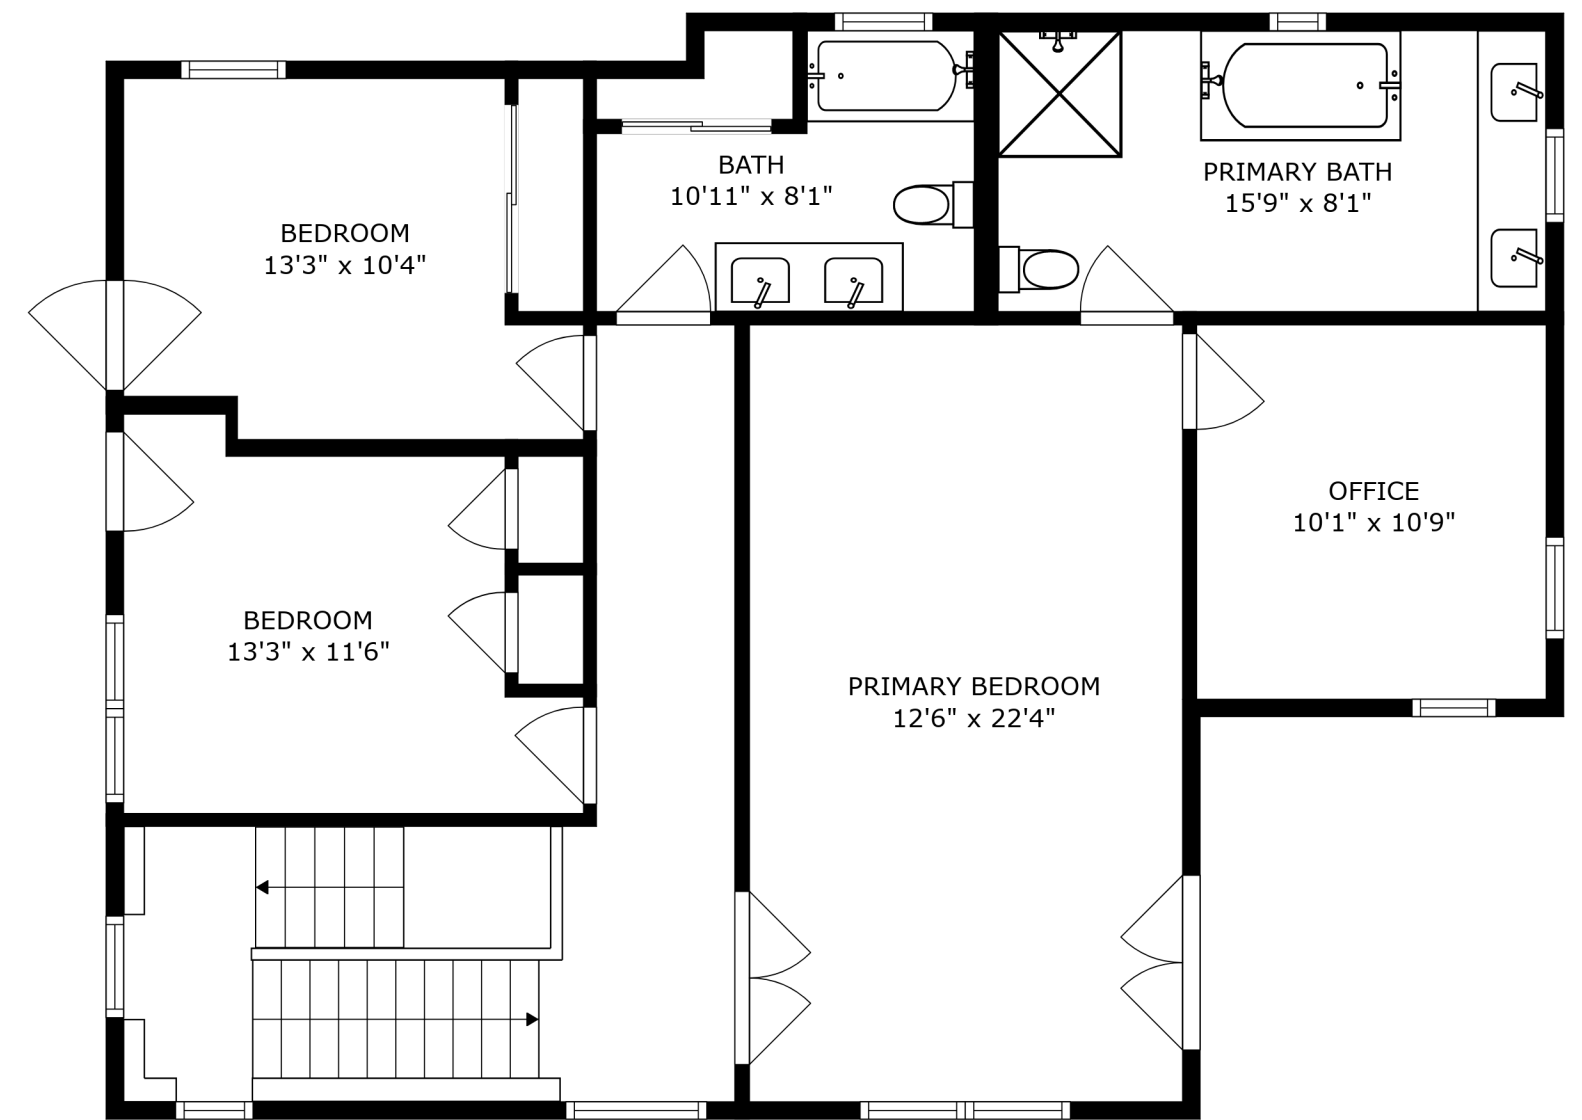 BATH
10'11" x 8'1"
PRIMARY BATH
15'9" x 8'1"
BEDROOM
13'3" x 10'4"
OFFICE
10'1" x 10'9"
BEDROOM
13'3" x 11'6"
PRIMARY BEDROOM
12'6" x 22'4"